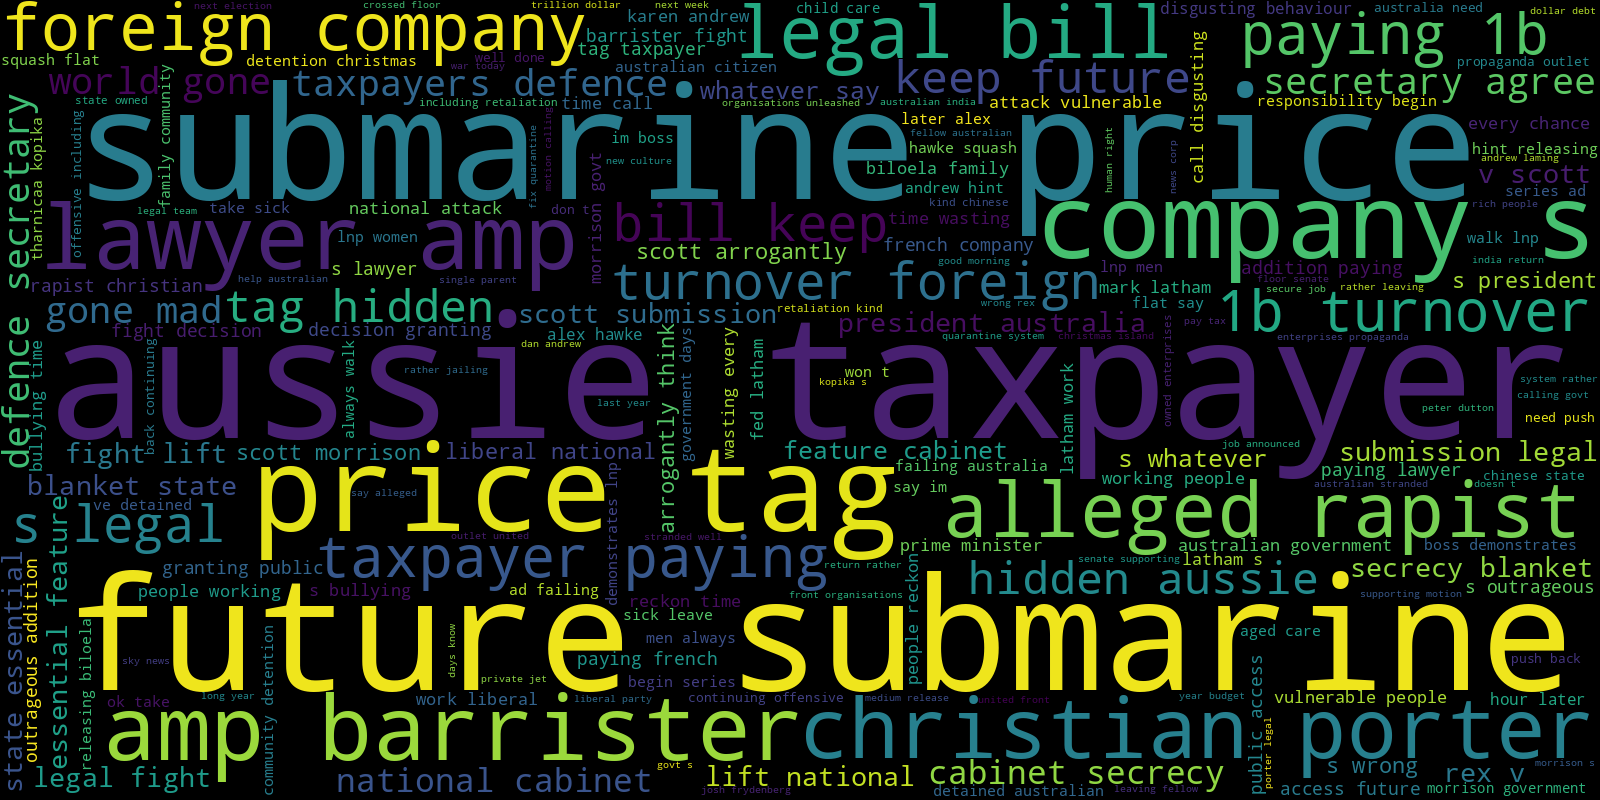 next election
crossed floor
trillion dollar
next week
karen andrew
child care
disgusting behaviour
australia need
dollar debt
foreign company
legal bill
paying 1b
barrister fight
tag taxpayer
squash flat
detention christmas
well done
war today
australian citizen
propaganda outlet
world gone
taxpayers defence
whatever say
keep future
secretary agree
state owned
including retaliation
time call
organisations unleashed
australian india
attack vulnerable
responsibility begin
later alex
every chance
submarine price
im boss
fellow australian
hawke squash
hint releasing
new culture
andrew laming
biloela family
v scott
andrew hint
series ad
kind chinese
rich people
legal team
take sick
national attack
don t
lawyer amp
bill keep
time wasting
company s
lnp women
french company
walk lnp
scott arrogantly
good morning
india return
s lawyer
lnp men
addition paying
help australian
single parent
turnover foreign
floor senate
s president
rapist christian
mark latham
secure job
rather leaving
gone mad
tag hidden
scott submission
retaliation kind
wrong rex
flat say
1b turnover
fight decision
decision granting
alex hawke
president australia
pay tax
quarantine system
christmas island
enterprises propaganda
dan andrew
aussie taxpayer
rather jailing
won t
kopika s
system rather
calling govt
last year
peter dutton
need push
fight lift
scott morrison
liberal national
feature cabinet
job announced
submission legal
s whatever
price tag
failing australia
paying lawyer
working people
chinese state
blanket state
say alleged
say im
australian stranded
doesn t
ve detained
alleged rapist
s legal
outlet united
stranded well
prime minister
australian government
boss demonstrates
taxpayer paying
senate supporting
latham s
granting public
return rather
hidden aussie
secrecy blanket
people working
s bullying
ad failing
front organisations
supporting motion
s outrageous
reckon time
sick leave
future submarine
men always
aged care
sky news
paying french
push back
private jet
begin series
ok take
long year
work liberal
liberal party
continuing offensive
medium release
united front
year budget
vulnerable people
hour later
amp barrister
christian porter
legal fight
national cabinet
govt s
lift national
cabinet secrecy
s wrong
rex v
morrison s
josh frydenberg
detained australian
leaving fellow
access future
morrison government
defence secretary
tharnicaa kopika
offensive including
family community
fix quarantine
motion calling
morrison govt
human right
news corp
call disgusting
bullying time
back continuing
always walk
arrogantly think
government days
wasting every
fed latham
latham work
owned enterprises
state essential
outrageous addition
essential feature
releasing biloela
community detention
demonstrates lnp
days know
people reckon
public access
porter legal